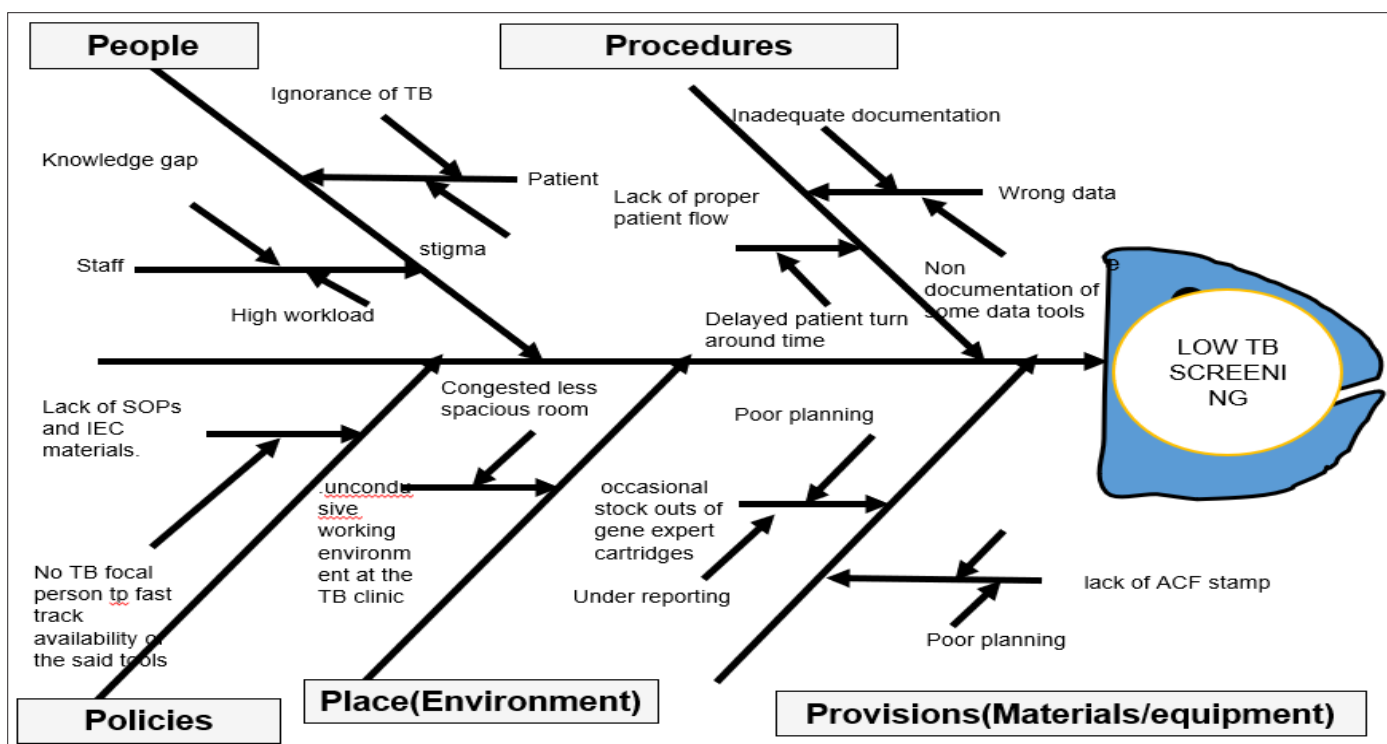 People
Procedures
Ignorance of TB
Inadequate documentation
Knowledge gap
Patient
Lack of proper
patient flow
Wrong data
Staff
stigma
High workload
Non
documentation of
some data tools
e
Delayed patient turn
around time
LOW TB
SCREENI
NG
Congested less
spacious room
Lack of SOPs
and IEC
materials.
Poor planning
.uncondu
sive
working
environm
ent at the
TB clinic
occasional
stock outs of
gene expert
cartridges
No TB focal
person tp fast
track
availability of
the said tools
Under reporting
lack of ACF stamp
Poor planning
Policies
Place(Environment)
Provisions(Materials/equipment)